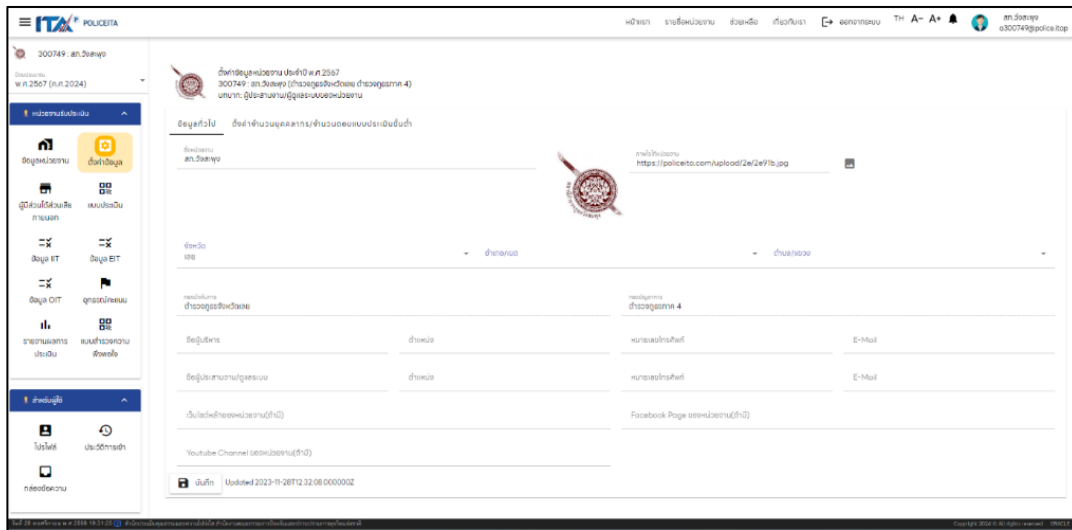 ITA POLICEITA
หน้าแรก รายชื่อหน่วยงาน ช่วยเหลือ เกี่ยวกับเรา ออกจากระบบ TH A- A+ สภ.วังสะพุง
300749 : สภ.วังสะพุง
ปีงบประมาณ
พ.ศ.2567 (ค.ศ.2024)
หน่วยงานรับประเมิน
ข้อมูลหน่วยงาน ตั้งค่าข้อมูล
ผู้มีส่วนได้ส่วนเสียภายนอก แบบประเมิน
ข้อมูล IIT ข้อมูล EIT
ข้อมูล OIT อุทธรณ์คะแนน
รายงานผลการประเมิน แบบสำรวจความพึงพอใจ
สำหรับผู้ใช้
โปรไฟล์ ประวัติการเข้า
กล่องข้อความ
ตั้งค่าข้อมูลหน่วยงาน ประจำปี พ.ศ.2567
300749 : สภ.วังสะพุง (ตำรวจภูธรจังหวัดเลย ตำรวจภูธรภาค 4)
บทบาท: ผู้ประสานงาน/ผู้ดูแลระบบของหน่วยงาน
ข้อมูลทั่วไป ตั้งค่าจำนวนบุคคลากร/จำนวนตอบแบบประเมินขั้นต่ำ
ชื่อหน่วยงาน
สภ.วังสะพุง
https://policeita.com/upload/2e/2e91b.jpg
จังหวัด
เลย
อำเภอ/เขต ตำบล/แขวง
กองบังคับการ
ตำรวจภูธรจังหวัดเลย
กองบัญชาการ
ตำรวจภูธรภาค 4
ชื่อผู้บริหาร ตำแหน่ง หมายเลขโทรศัพท์ E-Mail
ชื่อผู้ประสานงาน/ดูแลระบบ ตำแหน่ง หมายเลขโทรศัพท์ E-Mail
เว็บไซต์หลักของหน่วยงาน(ถ้ามี) Facebook Page ของหน่วยงาน(ถ้ามี)
Youtube Channel ของหน่วยงาน(ถ้ามี)
บันทึก Updated 2023-11-28T12:32:08.000000Z